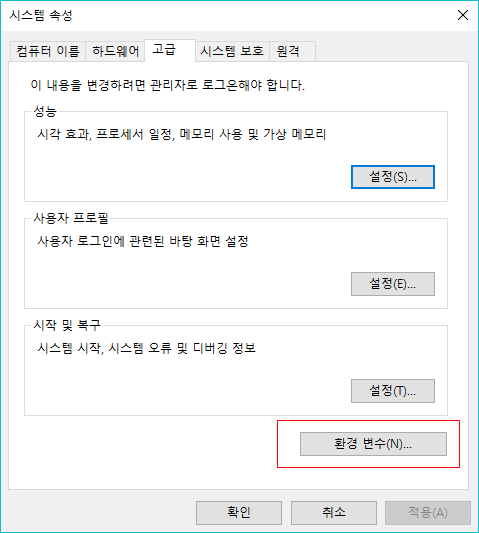 시스템 속성
컴퓨터 이름 하드웨어 고급 시스템 보호 원격
이 내용을 변경하려면 관리자로 로그온해야 합니다.
성능
시각 효과, 프로세서 일정, 메모리 사용 및 가상 메모리
설정(S)...
사용자 프로필
사용자 로그인에 관련된 바탕 화면 설정
설정(E)...
시작 및 복구
시스템 시작, 시스템 오류 및 디버깅 정보
설정(T)...
환경 변수(N)...
확인 취소 적용(A)